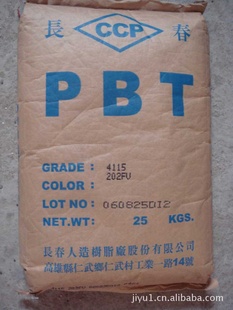 長 CCP 春
PBT
GRADE : 4115
202FV
COLOR :
LOT NO : 060825D12
NET.WT: 25 KGS.
長春人造樹脂廠股份有限公司
高雄縣仁武鄉仁武村工業一路14號
jiyu1.cn.alibaba.com